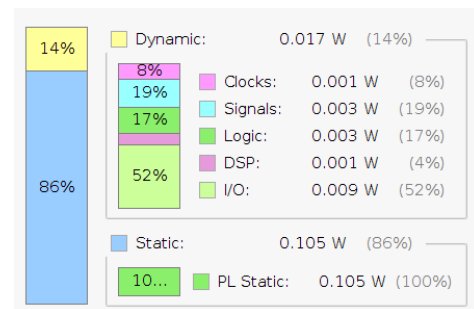 14%
86%
Dynamic: 0.017 W (14%)
8%
19%
17%
52%
Clocks: 0.001 W (8%)
Signals: 0.003 W (19%)
Logic: 0.003 W (17%)
DSP: 0.001 W (4%)
I/O: 0.009 W (52%)
Static: 0.105 W (86%)
10...
PL Static: 0.105 W (100%)